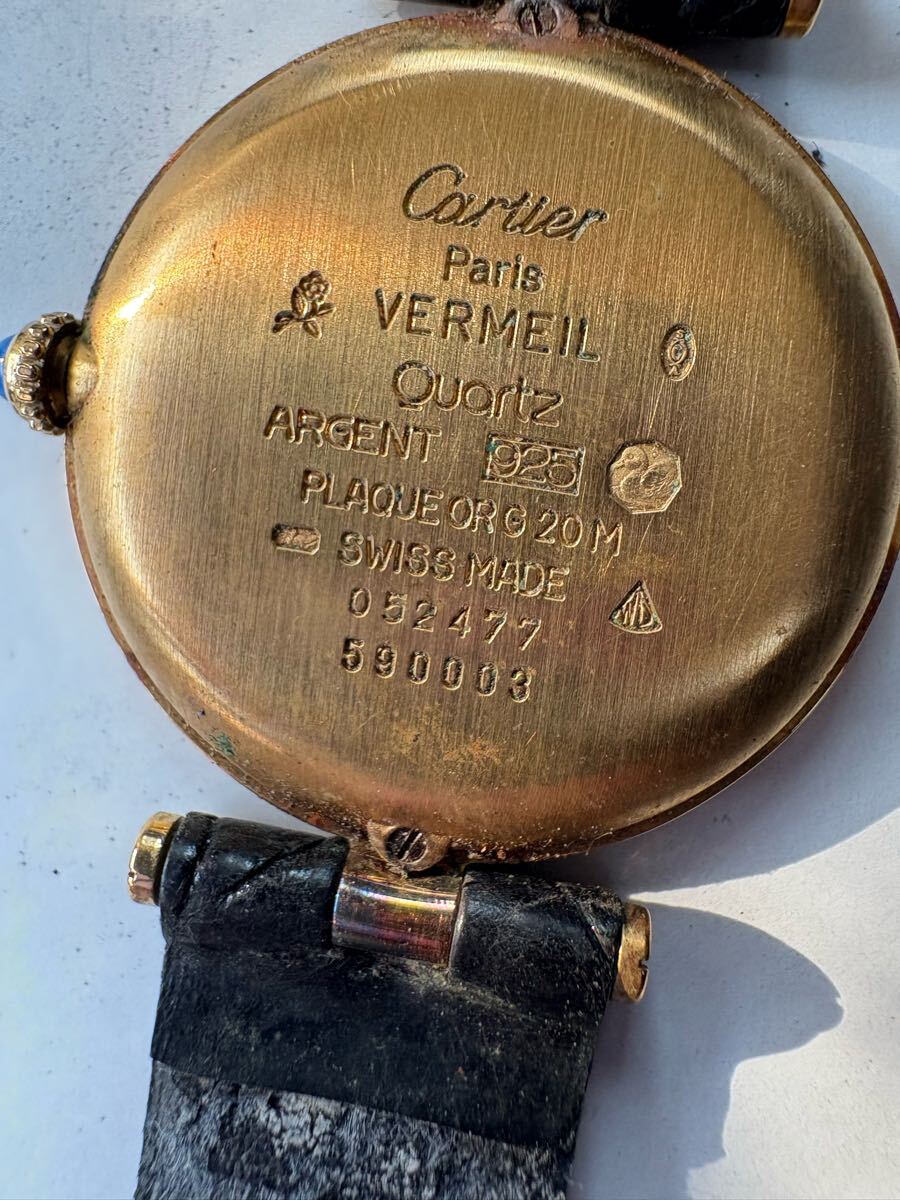 Cartier
Paris
VERMEIL
Quartz
ARGENT 925
PLAQUE OR G 20 M
SWISS MADE
052477
590003